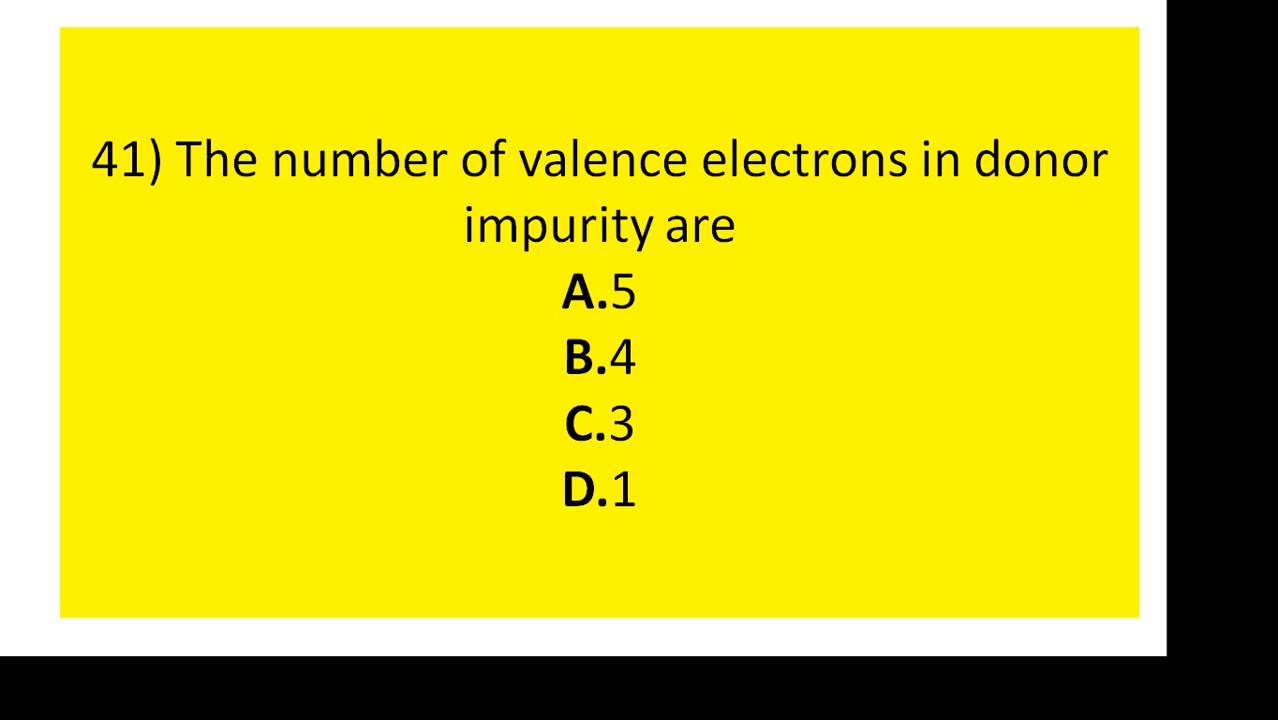 41) The number of valence electrons in donor
impurity are
A.5
B.4
C.3
D.1